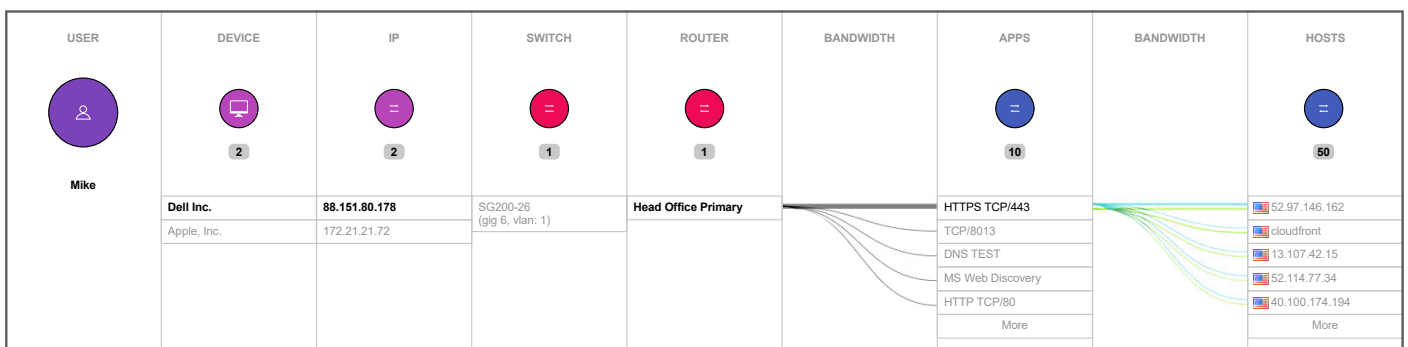 USER DEVICE IP SWITCH ROUTER BANDWIDTH APPS BANDWIDTH HOSTS
2 2 1 1 10 50
Mike
Dell Inc. 88.151.80.178 SG200-26 Head Office Primary HTTPS TCP/443 52.97.146.162
(gig 6, vlan: 1)
Apple, Inc. 172.21.21.72 TCP/8013 cloudfront
DNS TEST 13.107.42.15
MS Web Discovery 52.114.77.34
HTTP TCP/80 40.100.174.194
More More